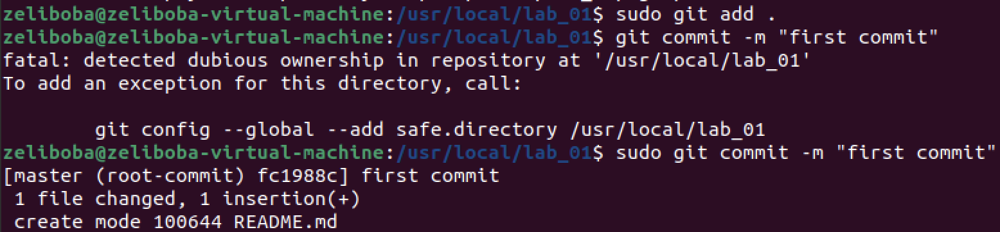 zeliboba@zeliboba-virtual-machine:/usr/local/lab_01$ sudo git add .
zeliboba@zeliboba-virtual-machine:/usr/local/lab_01$ git commit -m "first commit"
fatal: detected dubious ownership in repository at '/usr/local/lab_01'
To add an exception for this directory, call:
git config --global --add safe.directory /usr/local/lab_01
zeliboba@zeliboba-virtual-machine:/usr/local/lab_01$ sudo git commit -m "first commit"
[master (root-commit) fc1988c] first commit
1 file changed, 1 insertion(+)
create mode 100644 README.md